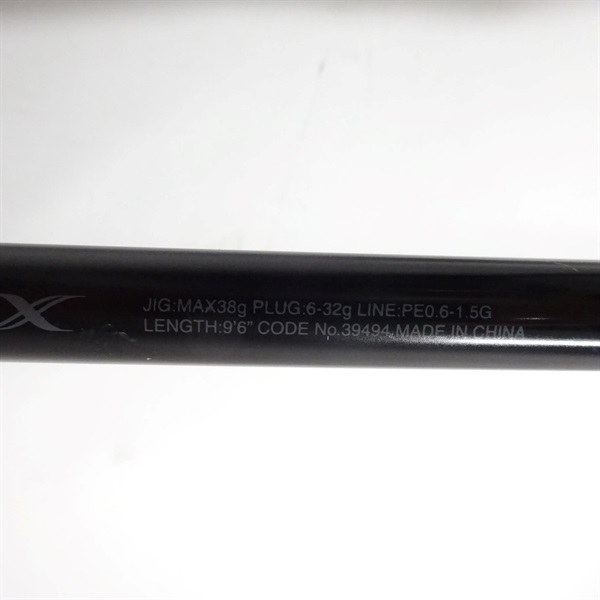 X JIG:MAX38g PLUG:6-32g LINE:PE0.6-1.5G
LENGTH:9'6" CODE No.39494 MADE IN CHINA